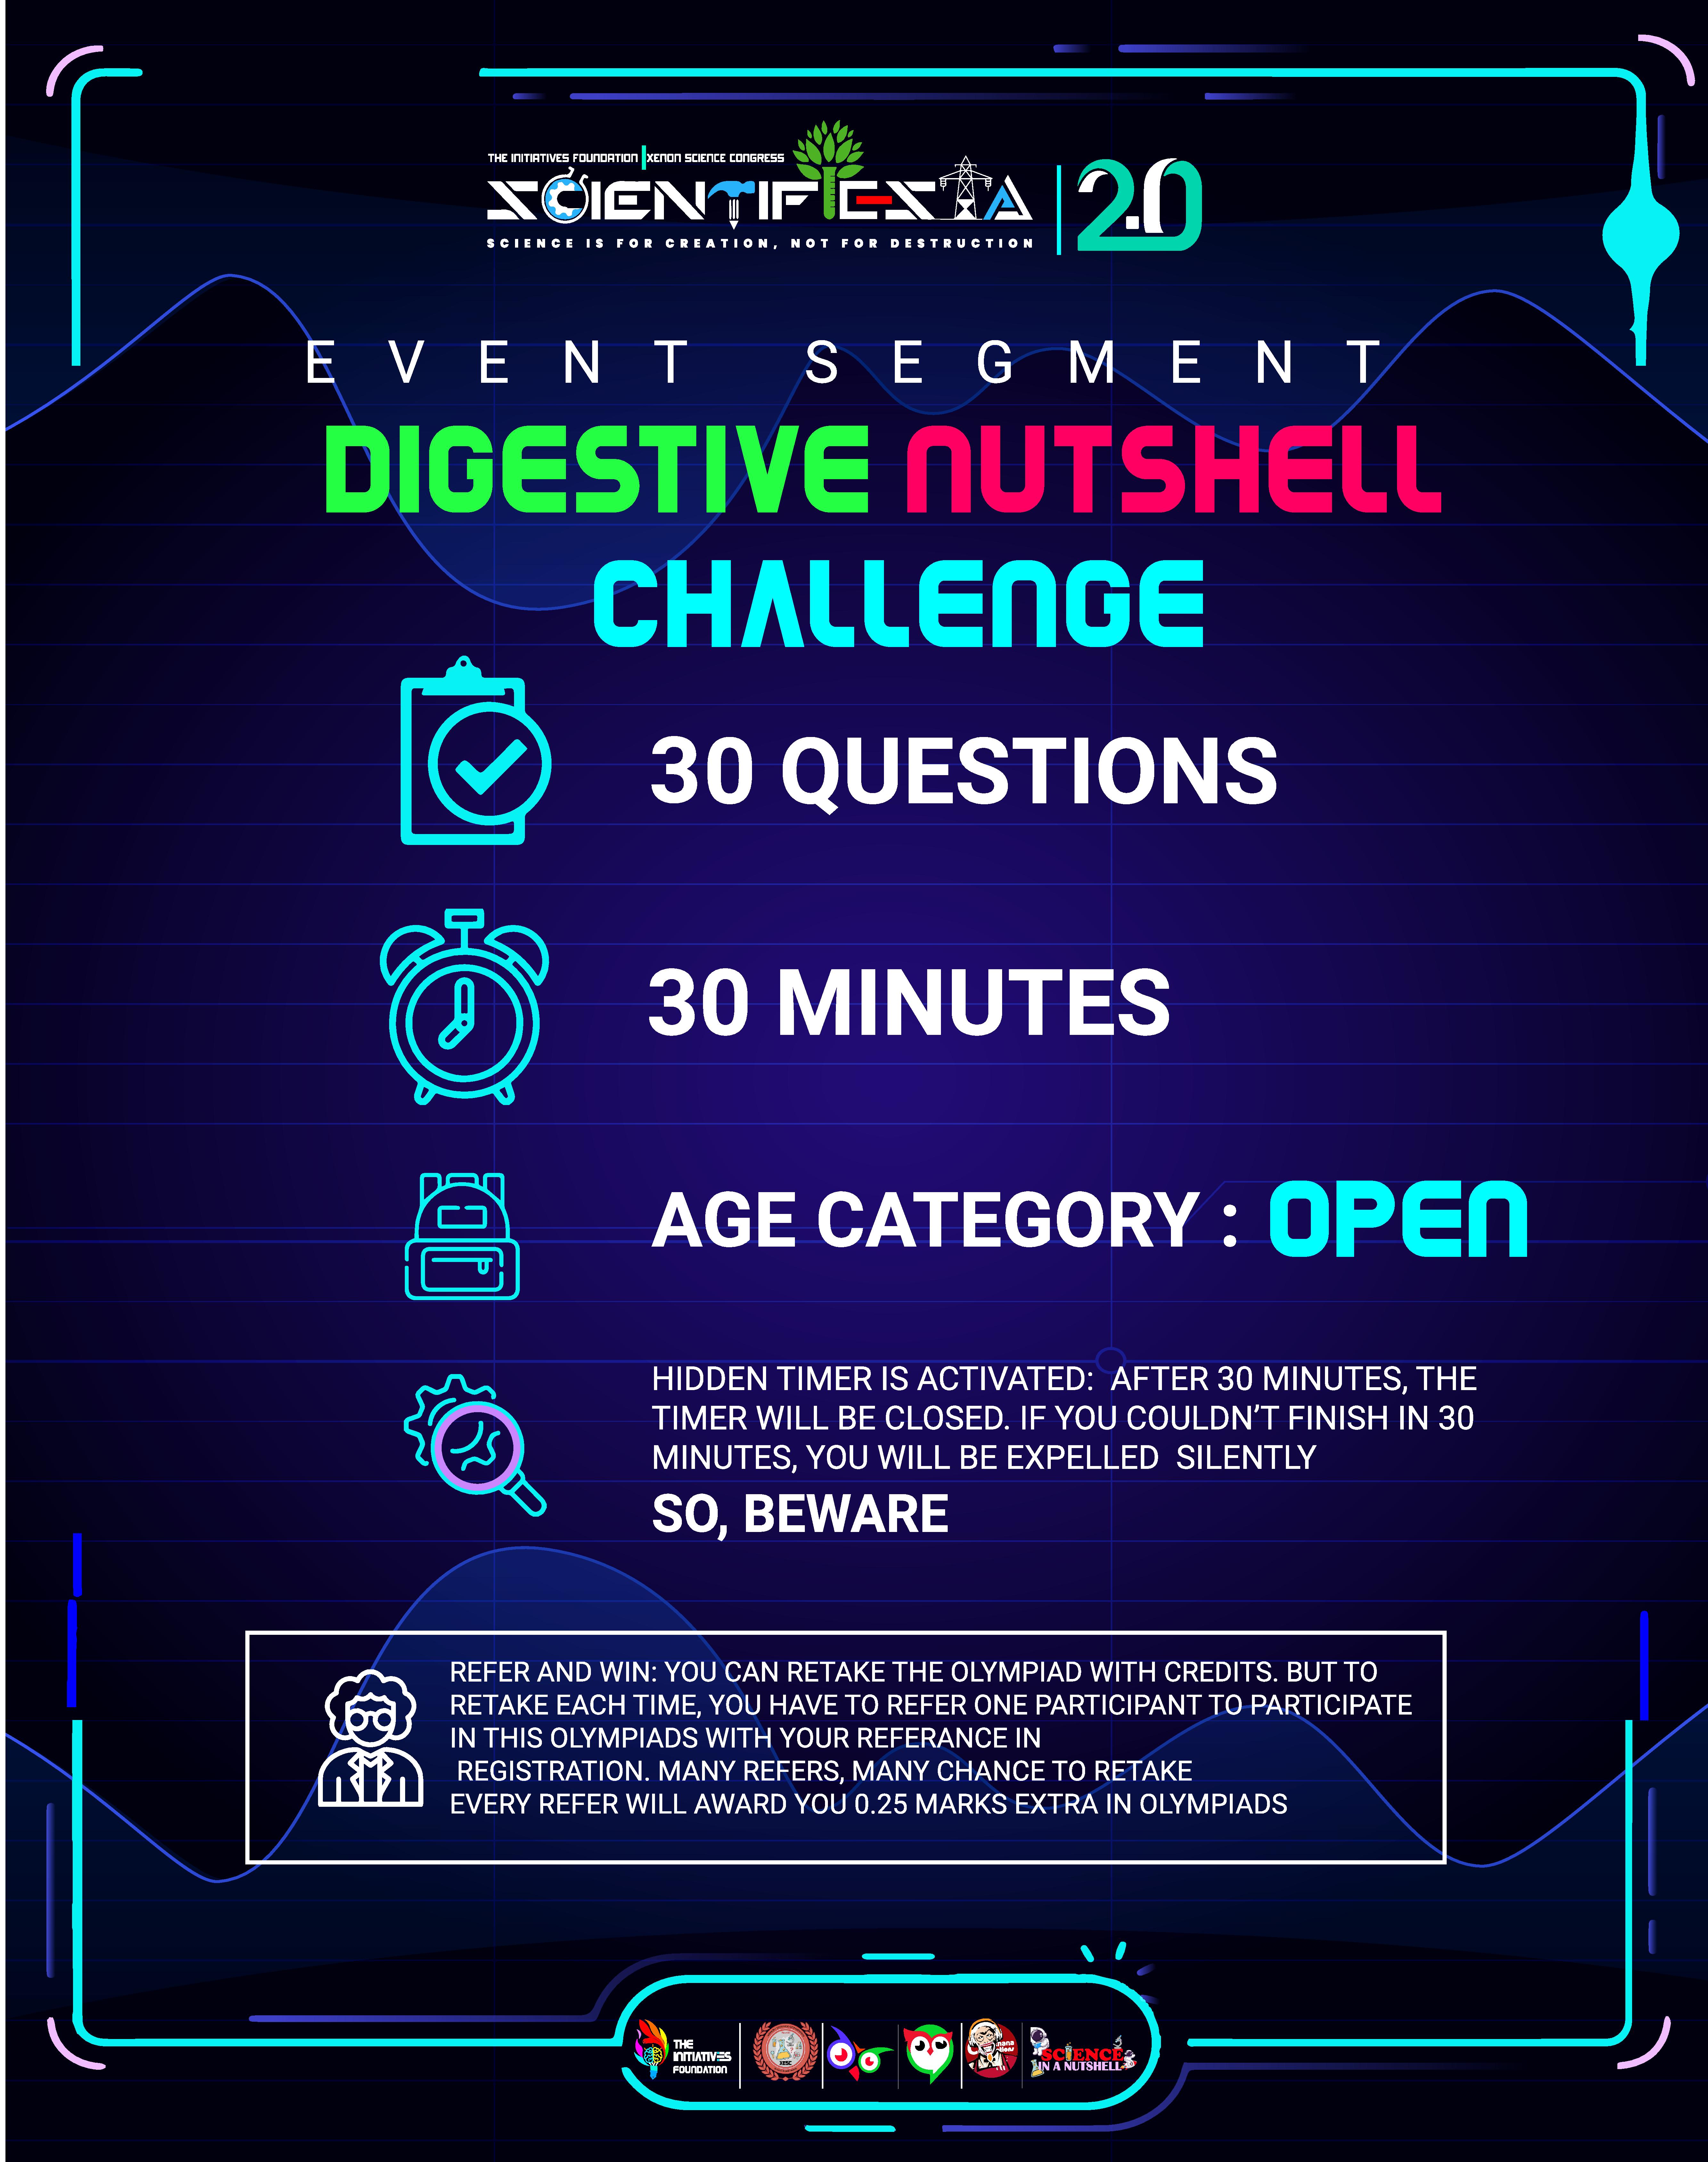 THE INITIATIVES FOUNDATION XENON SCIENCE CONGRESS
SCIENTIFIESTA 2.0
SCIENCE IS FOR CREATION, NOT FOR DESTRUCTION
EVENT SEGMENT
DIGESTIVE NUTSHELL
CHALLENGE
30 QUESTIONS
30 MINUTES
AGE CATEGORY : OPEN
HIDDEN TIMER IS ACTIVATED: AFTER 30 MINUTES, THE
TIMER WILL BE CLOSED. IF YOU COULDN'T FINISH IN 30
MINUTES, YOU WILL BE EXPELLED SILENTLY
SO, BEWARE
REFER AND WIN: YOU CAN RETAKE THE OLYMPIAD WITH CREDITS. BUT TO
RETAKE EACH TIME, YOU HAVE TO REFER ONE PARTICIPANT TO PARTICIPATE
IN THIS OLYMPIADS WITH YOUR REFERANCE IN
REGISTRATION. MANY REFERS, MANY CHANCE TO RETAKE
EVERY REFER WILL AWARD YOU 0.25 MARKS EXTRA IN OLYMPIADS
THE
INITIATIVES
FOUNDATION
SCIENCE
IN A NUTSHELL